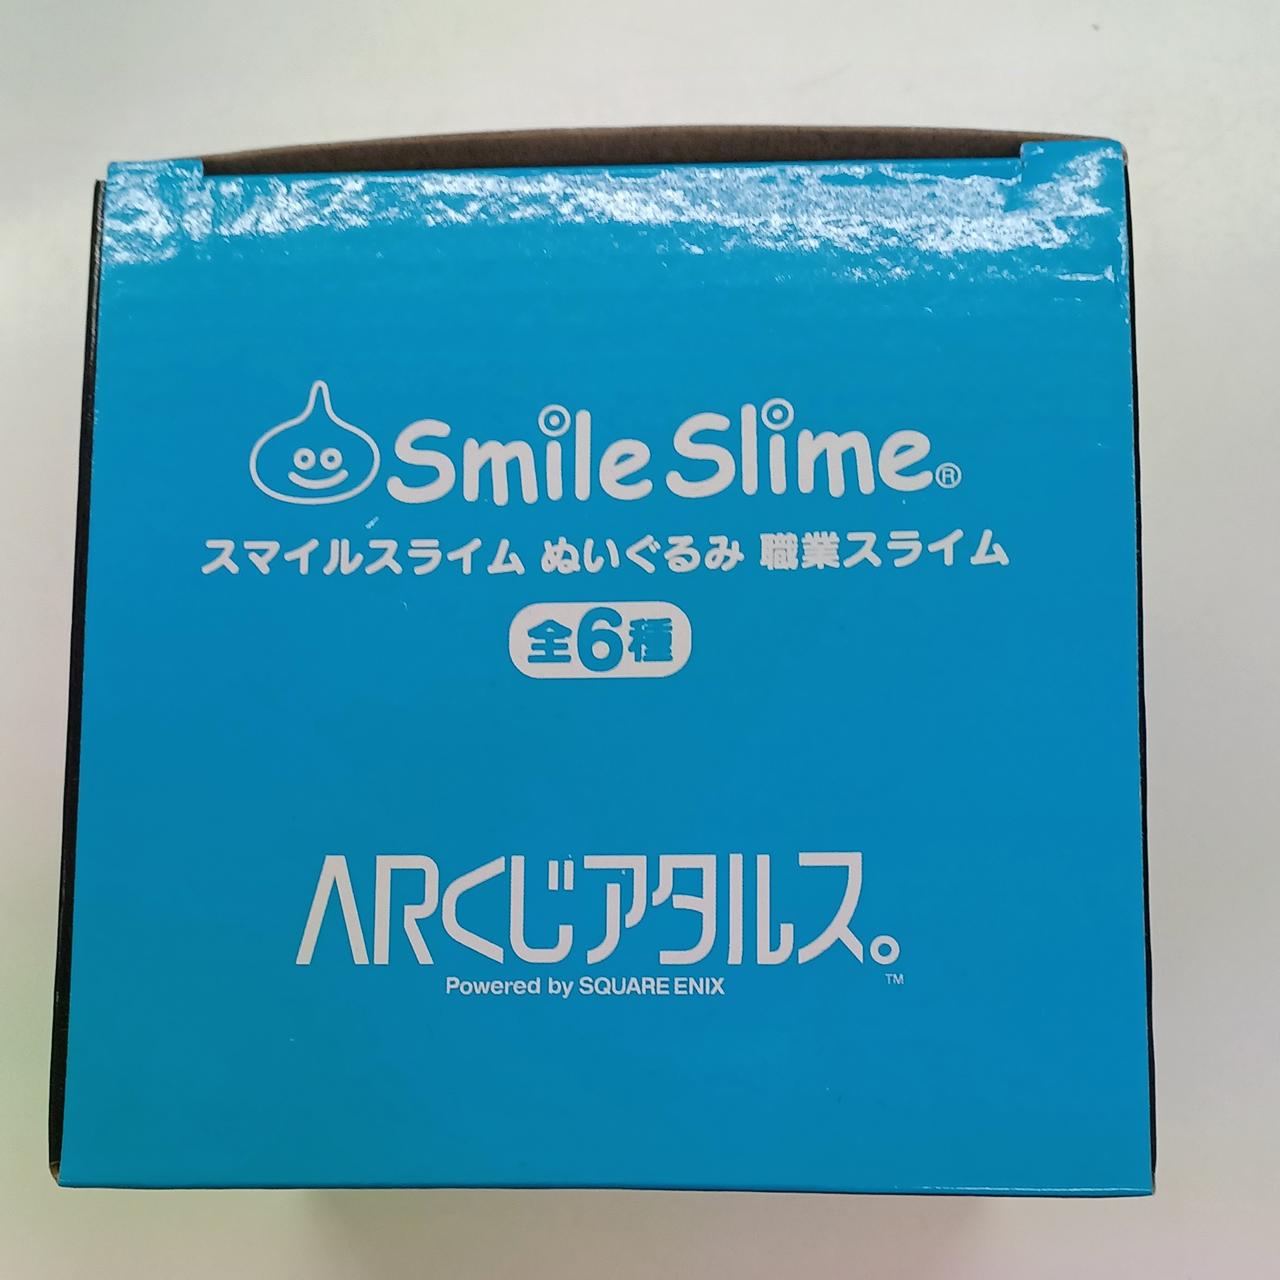 Smile Slime®
スマイルスライム ぬいぐるみ 職業スライム
全6種
ARくじアタルス。
™
Powered by SQUARE ENIX